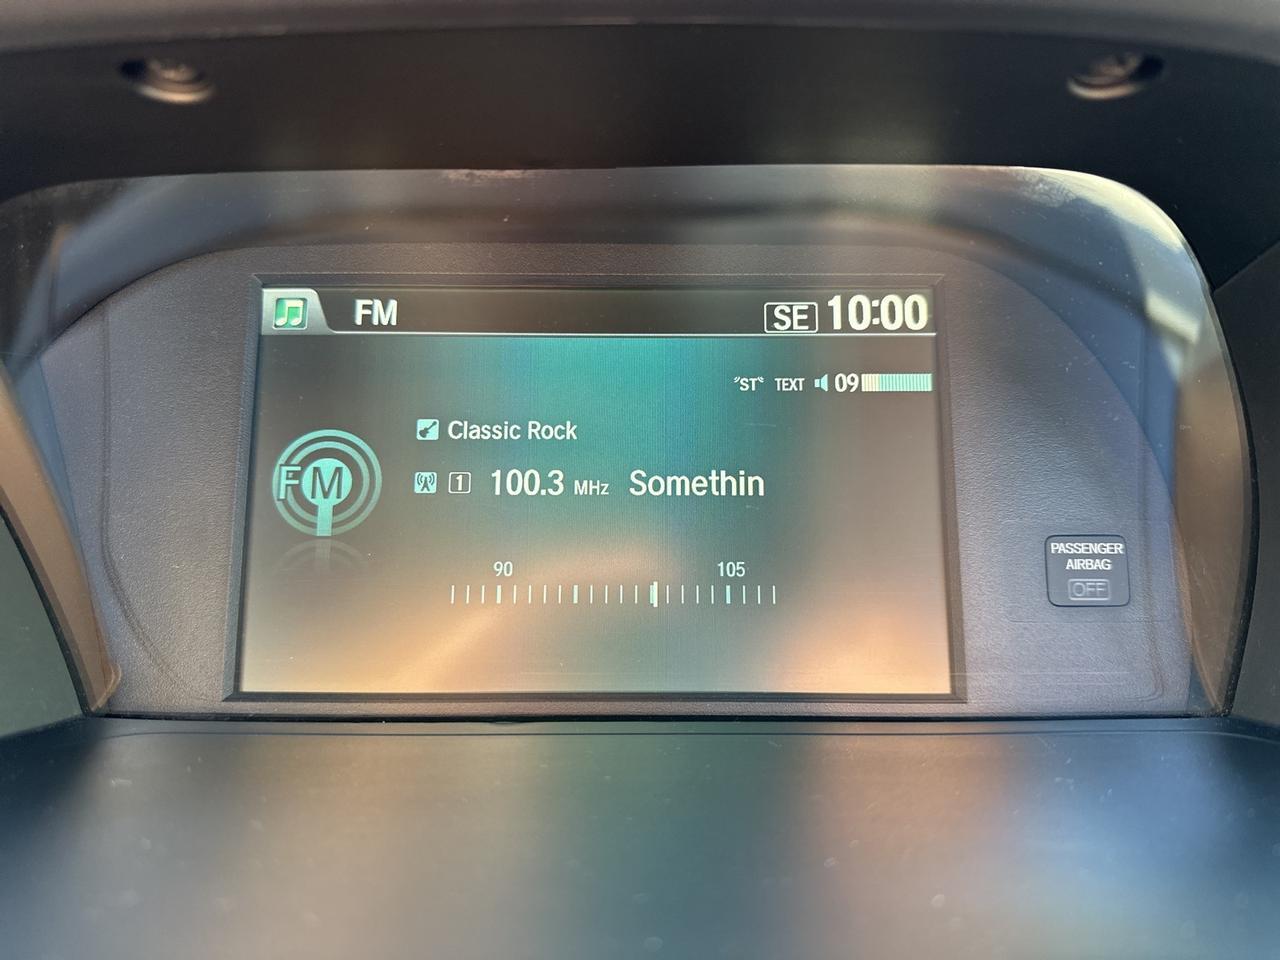 FM SE 10:00
"ST" TEXT 09
Classic Rock
FM 1 100.3 MHz Somethin
90 105
PASSENGER
AIRBAG
OFF